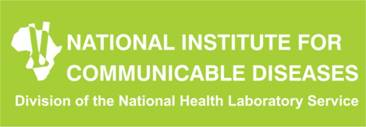 NATIONAL INSTITUTE FOR
COMMUNICABLE DISEASES
Division of the National Health Laboratory Service